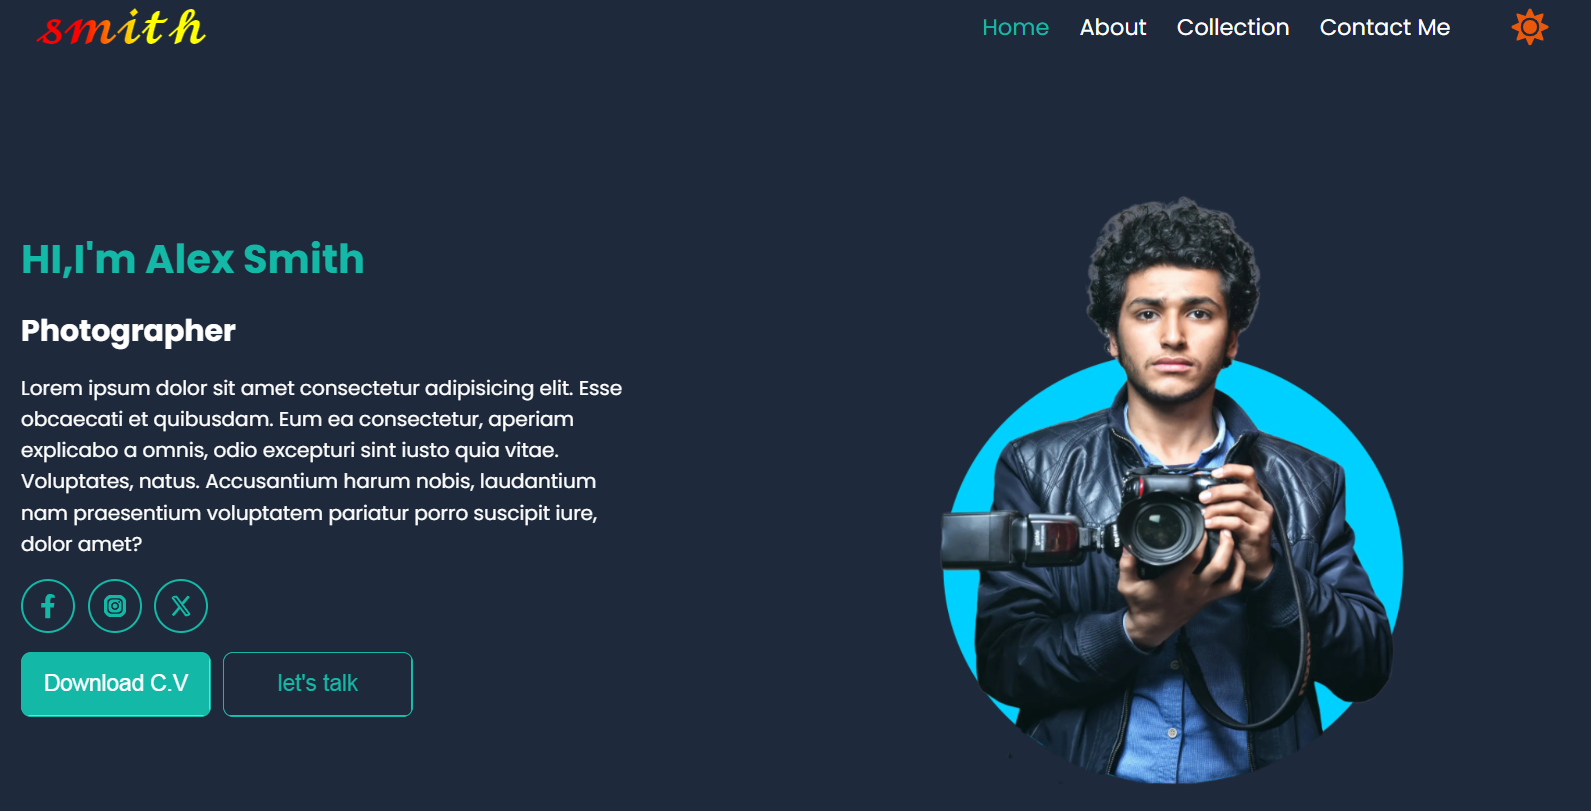 smith
Home About Collection Contact Me
HI,I'm Alex Smith
Photographer
Lorem ipsum dolor sit amet consectetur adipisicing elit. Esse
obcaecati et quibusdam. Eum ea consectetur, aperiam
explicabo a omnis, odio excepturi sint iusto quia vitae.
Voluptates, natus. Accusantium harum nobis, laudantium
nam praesentium voluptatem pariatur porro suscipit iure,
dolor amet?
Download C.V let's talk